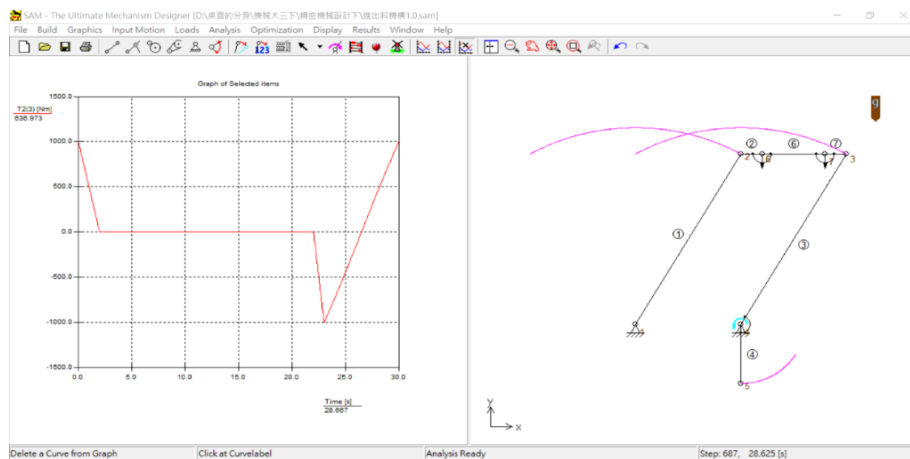 SAM – The Ultimate Mechanism Designer [D:\桌面的分身\機械大三下\精密機械設計下\進出料機構1.0.sam]
File Build Graphics Input Motion Loads Analysis Optimization Display Results Window Help
123
Graph of Selected items
T2(3) [Nm]
636.973
1500.0
1000.0
500.0
0.0
-500.0
-1000.0
-1500.0
0.0 5.0 10.0 15.0 20.0 25.0 30.0
Time [s]
28.667
g
② ⑥ ⑦
2 6 7 3
①
③
④
5
Y
x
Delete a Curve from Graph Click at Curvelabel Analysis Ready Step: 687, 28.625 [s]